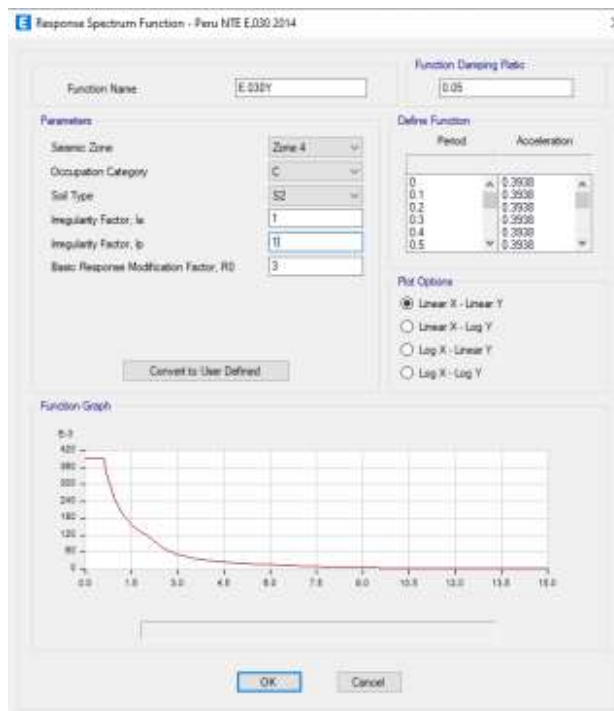 E Response Spectrum Function - Peru NTE E.030 2014
Function Name
E.030Y
Function Damping Ratio
0.05
Parameters
Seismic Zone
Zone 4
Occupation Category
C
Soil Type
S2
Irregularity Factor, Ia
1
Irregularity Factor, Ip
1
Basic Response Modification Factor, R0
3
Convert to User Defined
Define Function
Period Acceleration
0 0.3938
0.1 0.3938
0.2 0.3938
0.3 0.3938
0.4 0.3938
0.5 0.3938
Plot Options
Linear X - Linear Y
Linear X - Log Y
Log X - Linear Y
Log X - Log Y
Function Graph
E-3
420
360
300
240
180
120
60
0
0.0 1.5 3.0 4.5 6.0 7.5 9.0 10.5 12.0 13.5 15.0
OK Cancel